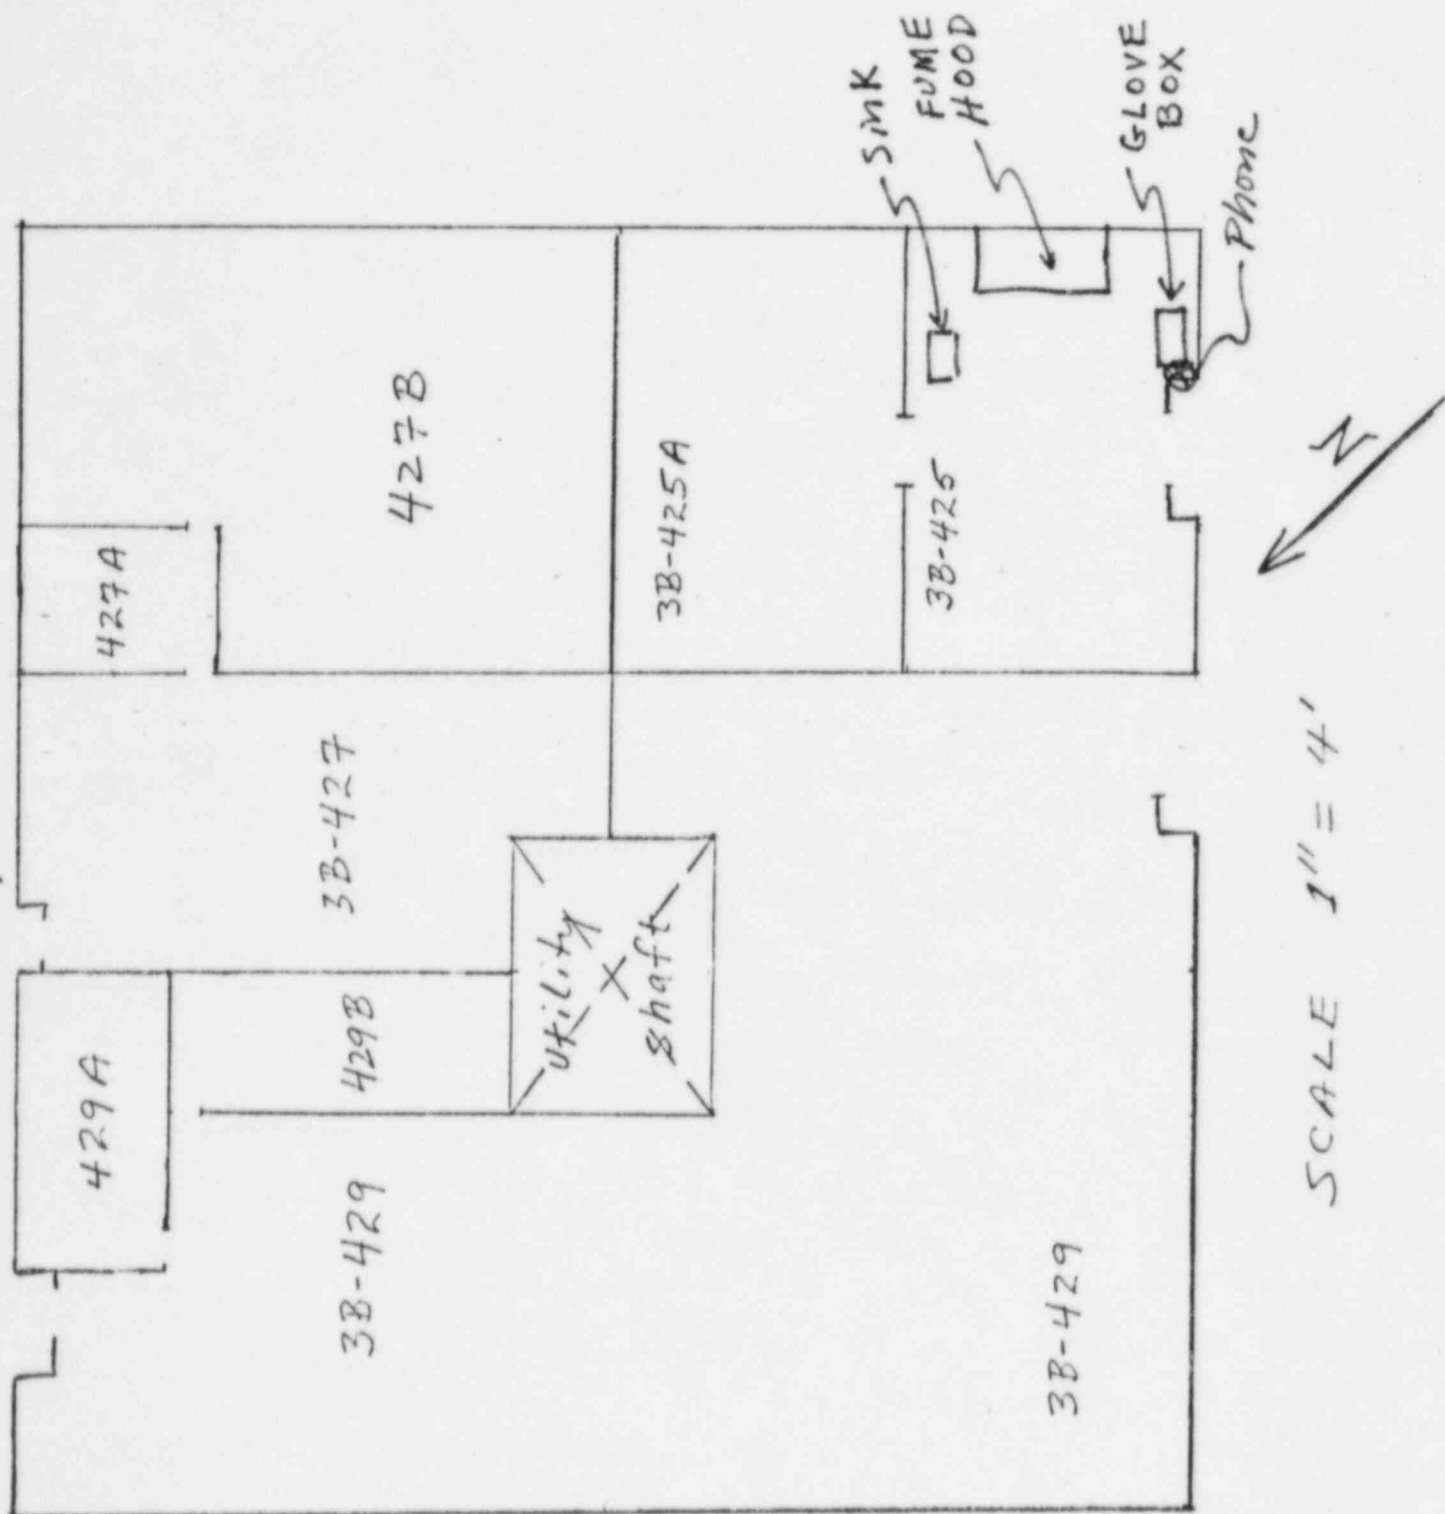 SINK
FUME
HOOD
GLOVE
BOX
Phone
427A
427B
3B-425A
3B-425
3B-427
429A
429B
Utility
Shaft
3B-429
3B-429
N
SCALE 1" = 4'